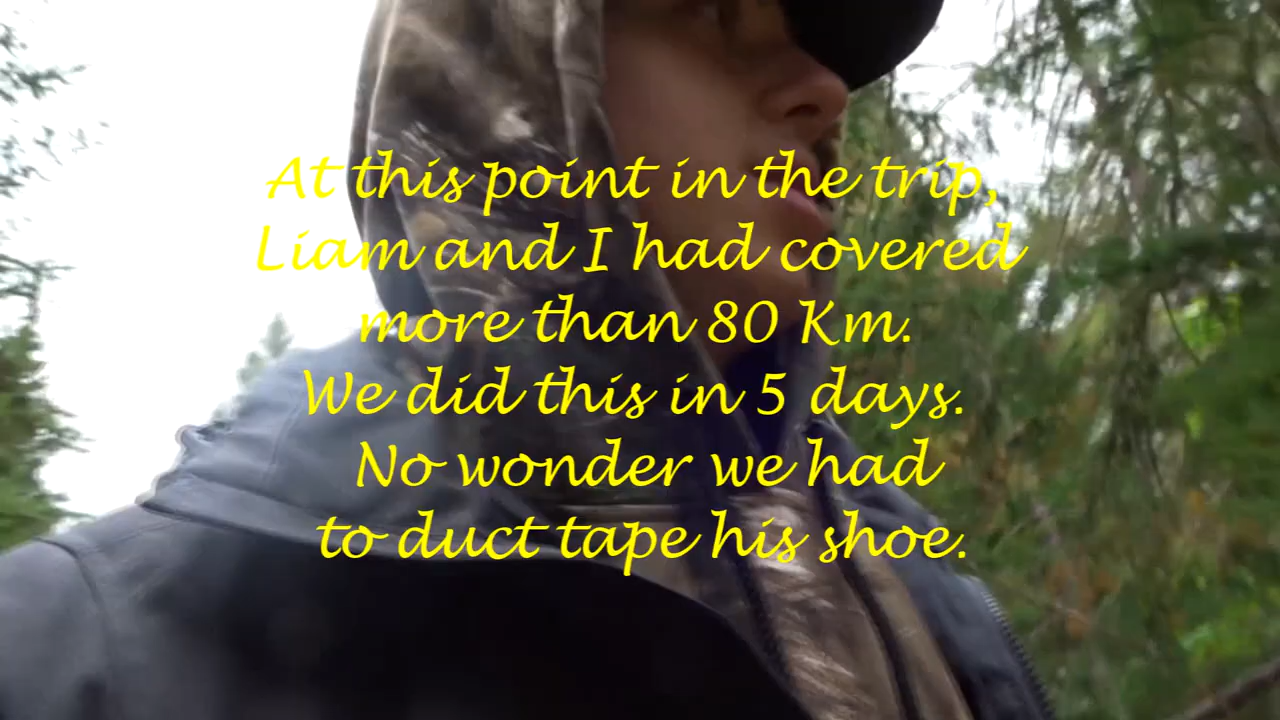 At this point in the trip,
Liam and I had covered
more than 80 Km.
We did this in 5 days.
No wonder we had
to duct tape his shoe.